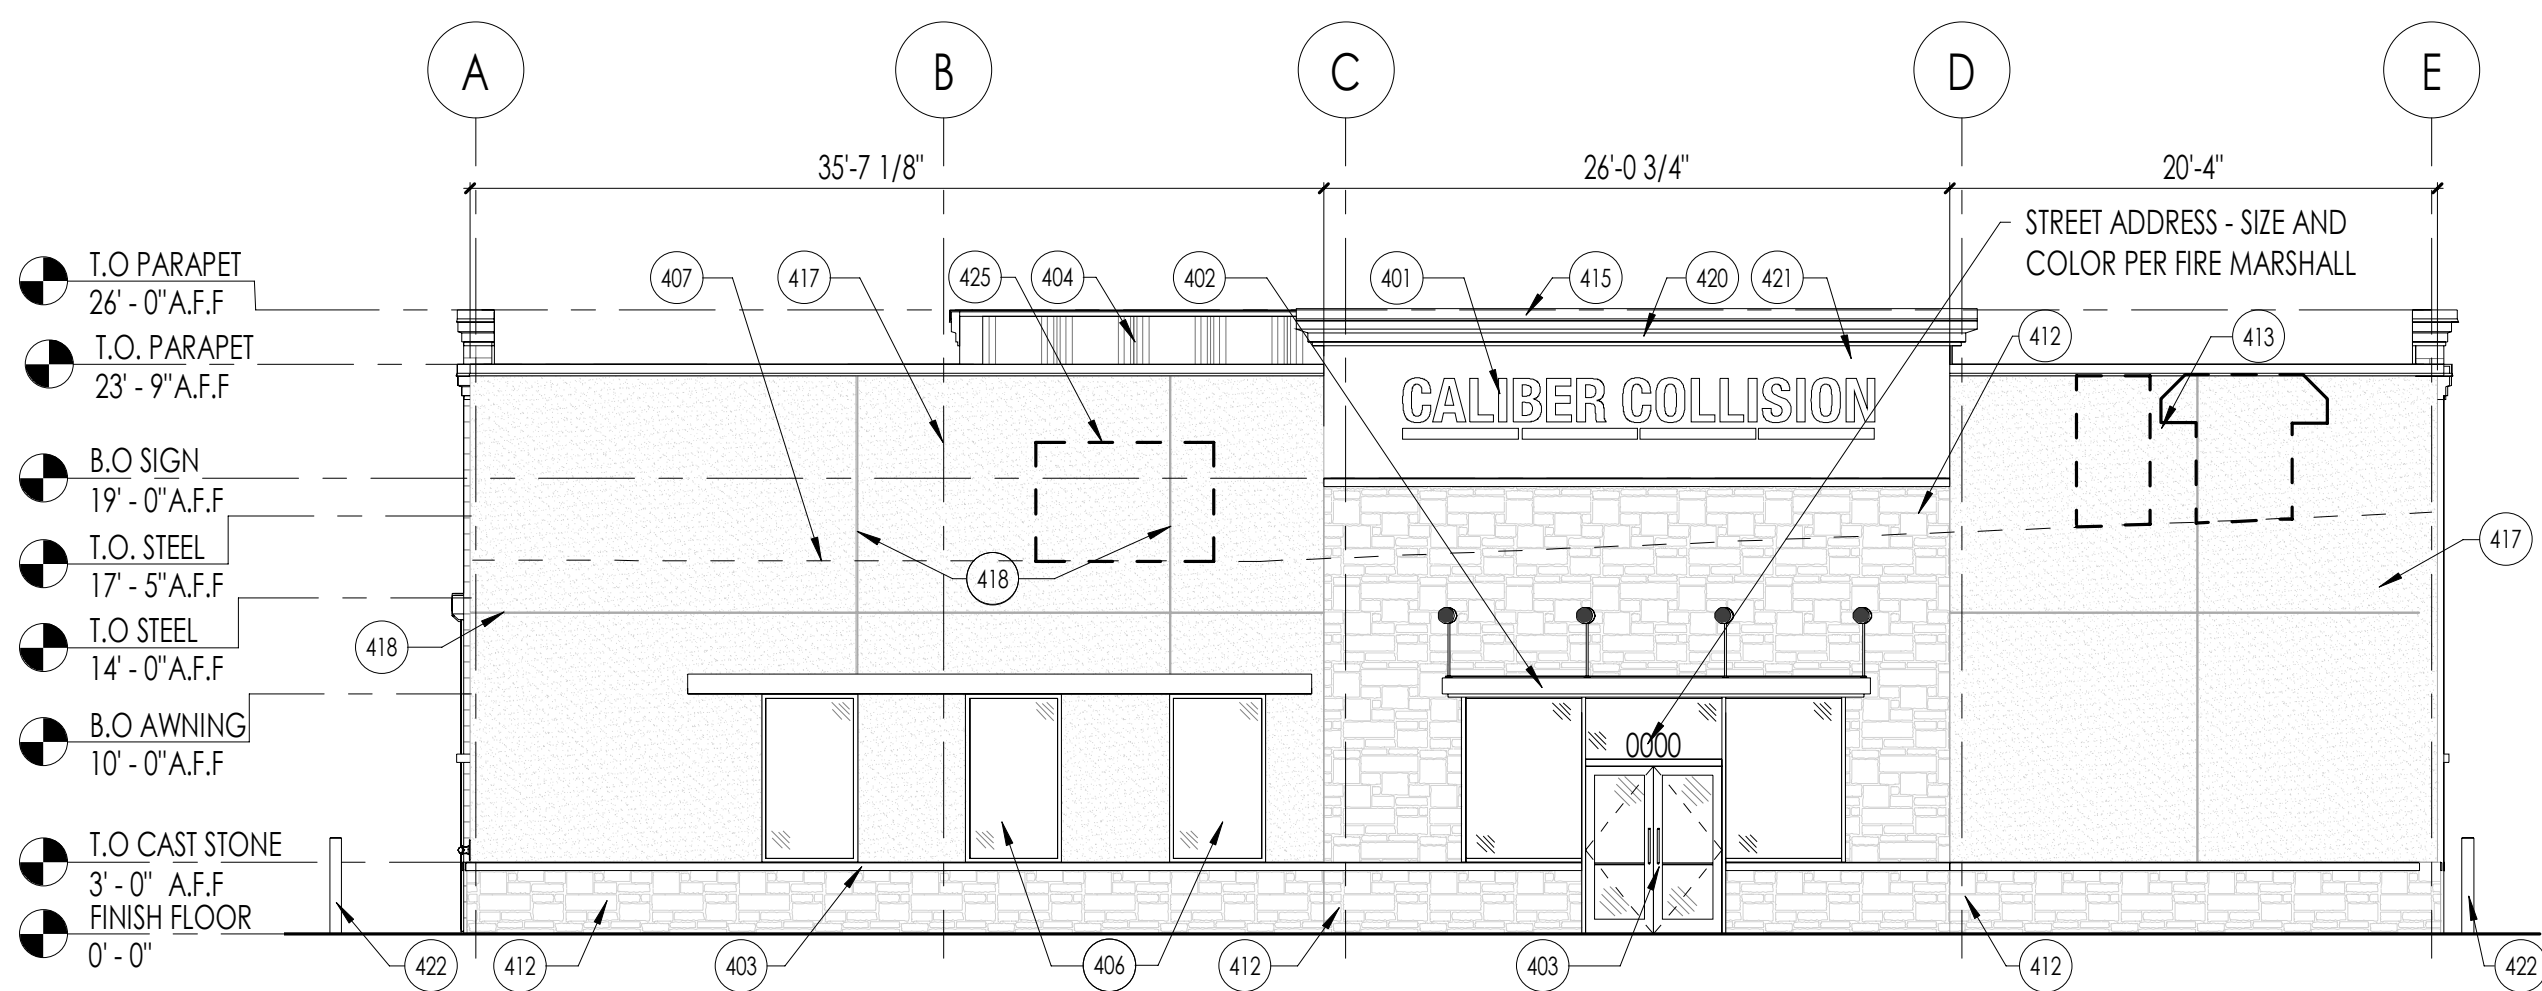 A
B
C
D
E
35'-7 1/8"
26'-0 3/4"
20'-4"
STREET ADDRESS - SIZE AND
COLOR PER FIRE MARSHALL
T.O PARAPET
26' - 0"A.F.F
T.O. PARAPET
23' - 9"A.F.F
B.O SIGN
19' - 0"A.F.F
T.O. STEEL
17' - 5"A.F.F
T.O STEEL
14' - 0"A.F.F
B.O AWNING
10' - 0"A.F.F
T.O CAST STONE
3' - 0" A.F.F
FINISH FLOOR
0' - 0"
407
417
425
404
402
401
415
420
421
412
413
CALIBER COLLISION
417
418
418
0000
422
412
403
406
412
403
412
422